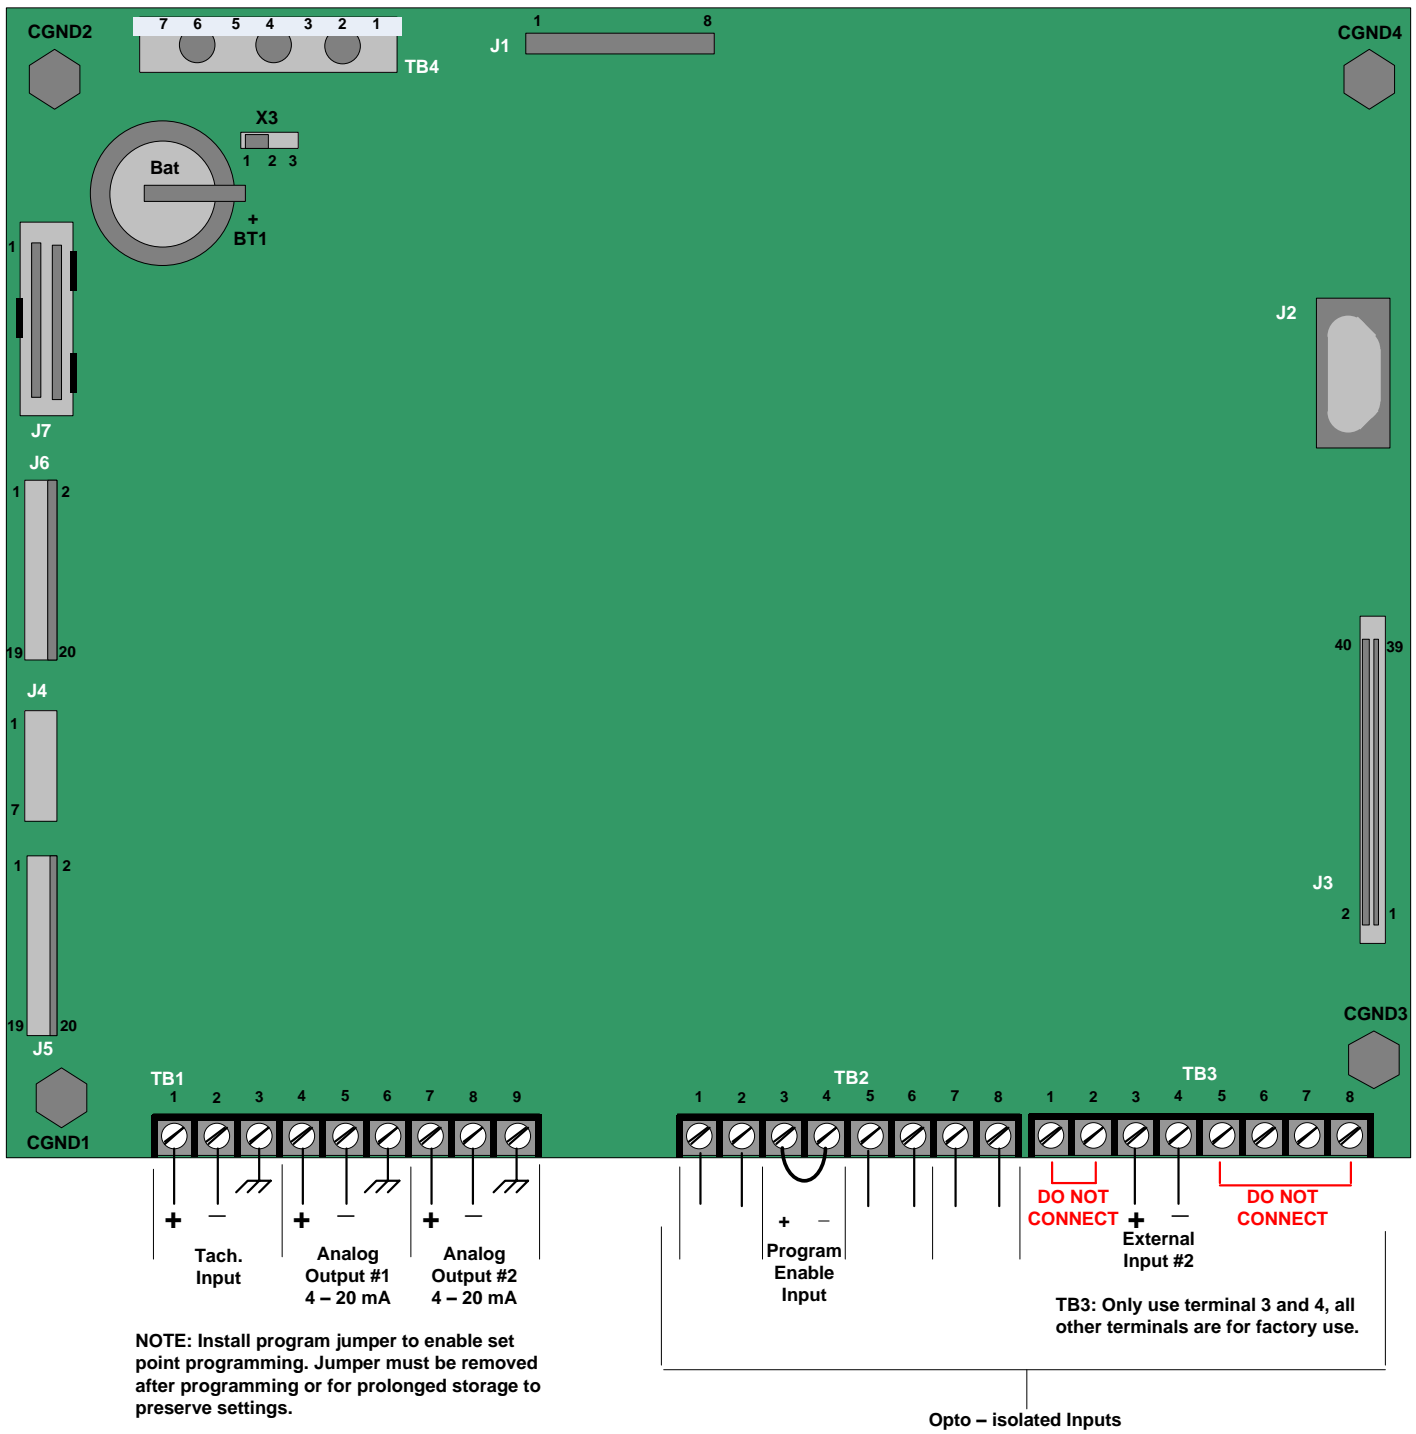 CGND2
7 6 5 4 3 2 1
TB4
J1
1 8
CGND4
X3
1 2 3
Bat
+
BT1
1
J7
J2
J6
1 2
19 20
J4
1
7
40 39
J3
2 1
1 2
19 20
J5
CGND1
CGND3
TB1
1 2 3 4 5 6 7 8 9
TB2
1 2 3 4 5 6 7 8
TB3
1 2 3 4 5 6 7 8
+ – + – + –
Tach.
Input
Analog
Output #1
4 – 20 mA
Analog
Output #2
4 – 20 mA
+ –
Program
Enable
Input
DO NOT
CONNECT
+ –
External
Input #2
DO NOT
CONNECT
TB3: Only use terminal 3 and 4, all
other terminals are for factory use.
NOTE: Install program jumper to enable set
point programming. Jumper must be removed
after programming or for prolonged storage to
preserve settings.
Opto – isolated Inputs